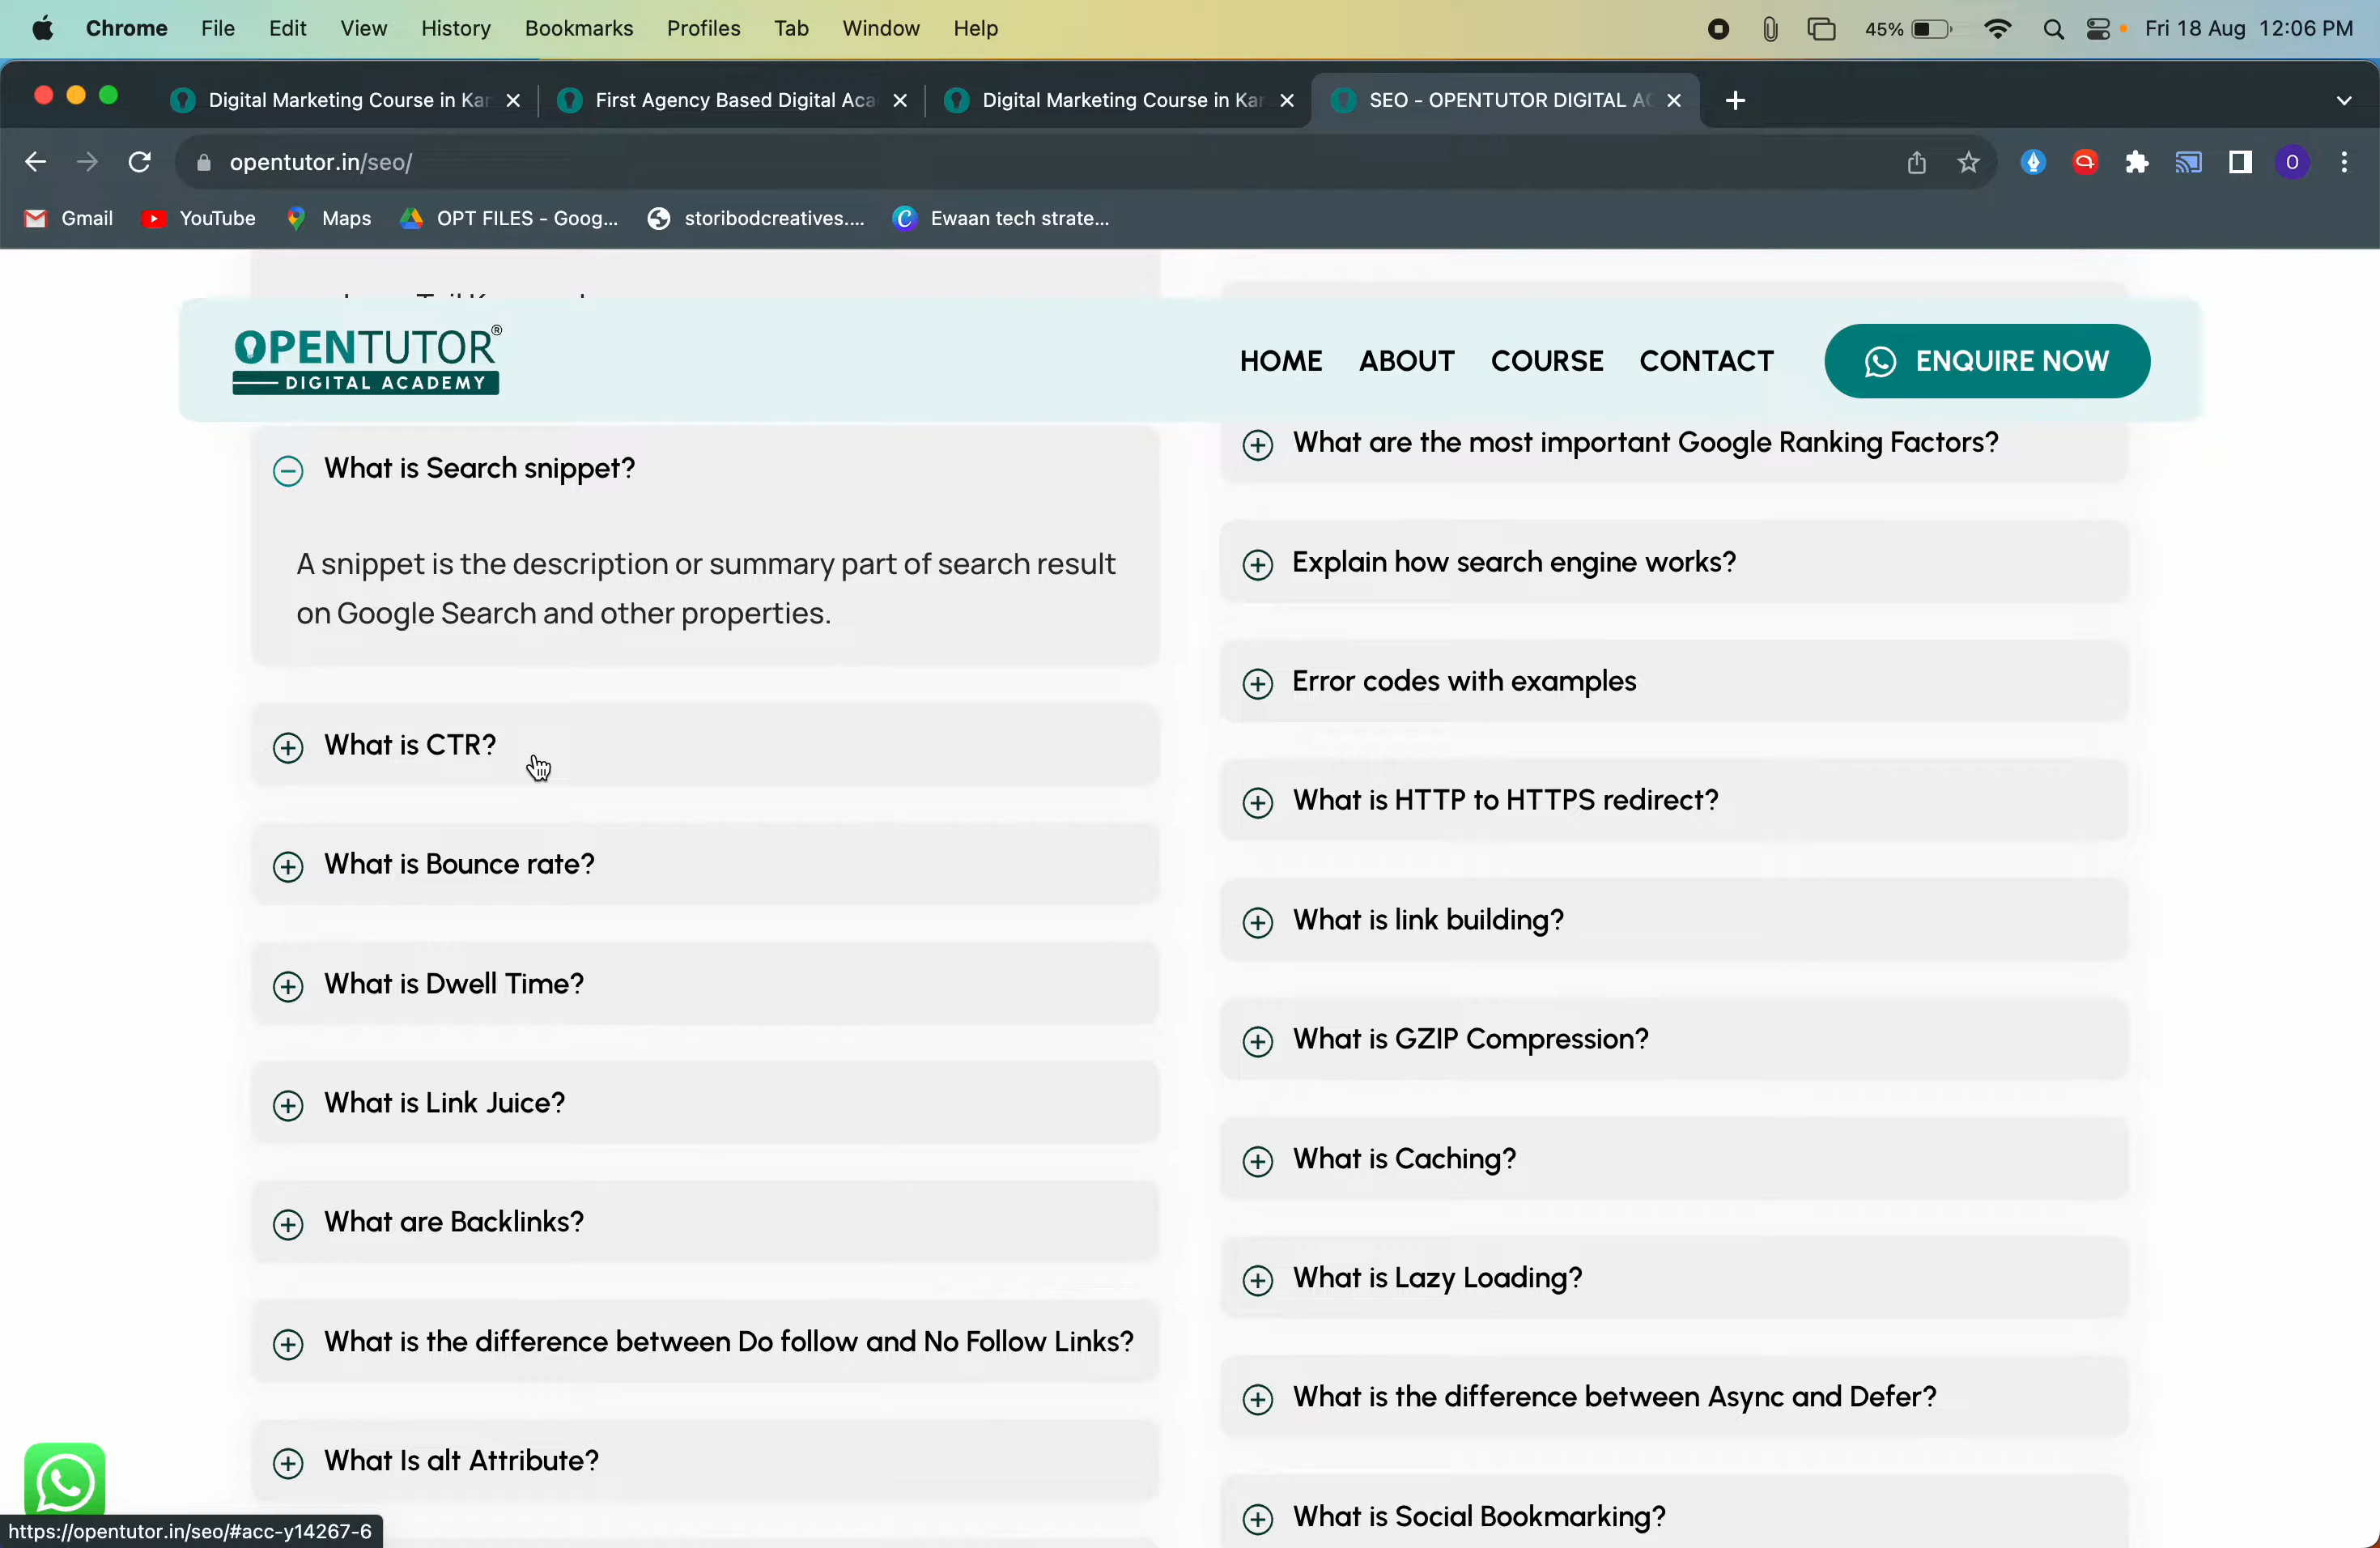 Chrome File Edit View History Bookmarks Profiles Tab Window Help 45% Fri 18 Aug 12:06 PM
Digital Marketing Course in Kar First Agency Based Digital Aca Digital Marketing Course in Kar SEO - OPENTUTOR DIGITAL AC
opentutor.in/seo/ O
Gmail YouTube Maps OPT FILES - Goog... storibodcreatives.... Ewaan tech strate...
OPENTUTOR®
DIGITAL ACADEMY
HOME ABOUT COURSE CONTACT ENQUIRE NOW
What is Search snippet?
A snippet is the description or summary part of search result
on Google Search and other properties.
What is CTR?
What is Bounce rate?
What is Dwell Time?
What is Link Juice?
What are Backlinks?
What is the difference between Do follow and No Follow Links?
What Is alt Attribute?
What are the most important Google Ranking Factors?
Explain how search engine works?
Error codes with examples
What is HTTP to HTTPS redirect?
What is link building?
What is GZIP Compression?
What is Caching?
What is Lazy Loading?
What is the difference between Async and Defer?
What is Social Bookmarking?
https://opentutor.in/seo/#acc-y14267-6